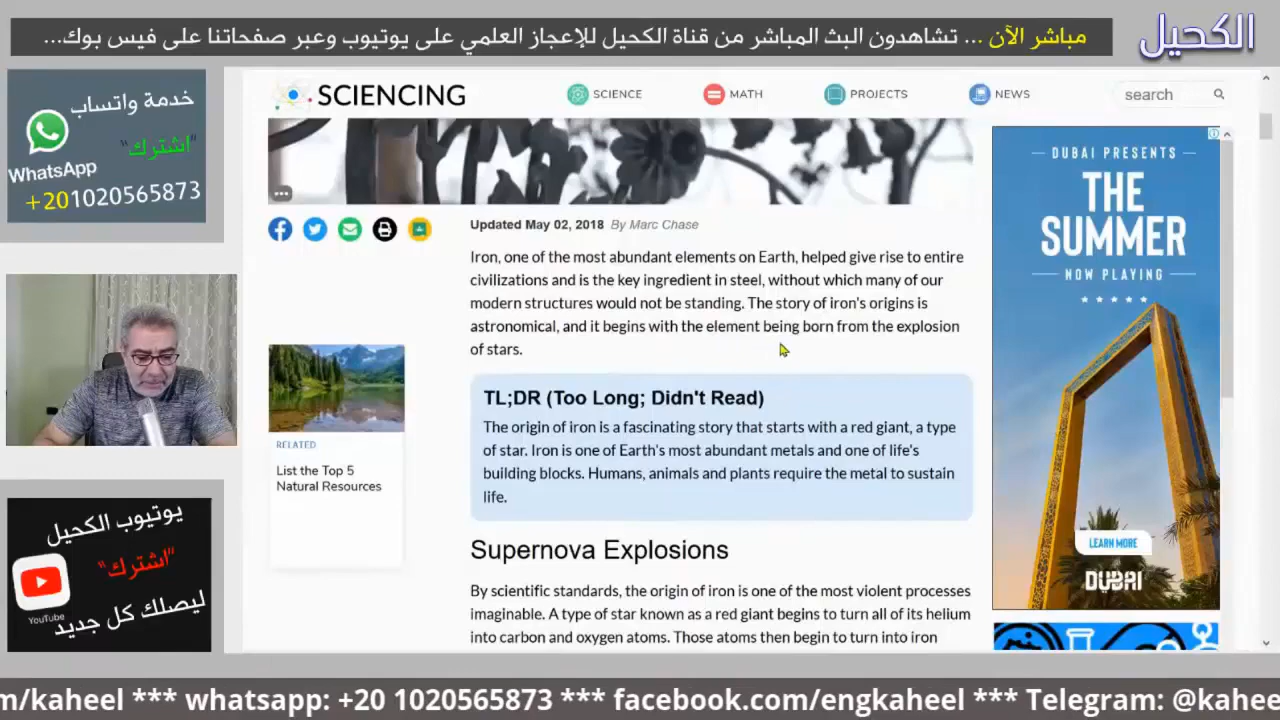 مباشر الآن ... تشاهدون البث المباشر من قناة الكحيل للإعجاز العلمي على يوتيوب وعبر صفحاتنا على فيس بوك...
الكحيل
خدمة واتساب
"اشترك"
WhatsApp
+201020565873
يوتيوب الكحيل
"اشترك"
YouTube
ليصلك كل جديد
SCIENCING
SCIENCE
MATH
PROJECTS
NEWS
search
Updated May 02, 2018 By Marc Chase
Iron, one of the most abundant elements on Earth, helped give rise to entire
civilizations and is the key ingredient in steel, without which many of our
modern structures would not be standing. The story of iron's origins is
astronomical, and it begins with the element being born from the explosion
of stars.
RELATED
List the Top 5
Natural Resources
TL;DR (Too Long; Didn't Read)
The origin of iron is a fascinating story that starts with a red giant, a type
of star. Iron is one of Earth's most abundant metals and one of life's
building blocks. Humans, animals and plants require the metal to sustain
life.
Supernova Explosions
By scientific standards, the origin of iron is one of the most violent processes
imaginable. A type of star known as a red giant begins to turn all of its helium
into carbon and oxygen atoms. Those atoms then begin to turn into iron
DUBAI PRESENTS
THE
SUMMER
NOW PLAYING
LEARN MORE
DUBAI
m/kaheel *** whatsapp: +20 1020565873 *** facebook.com/engkaheel *** Telegram: @kahee